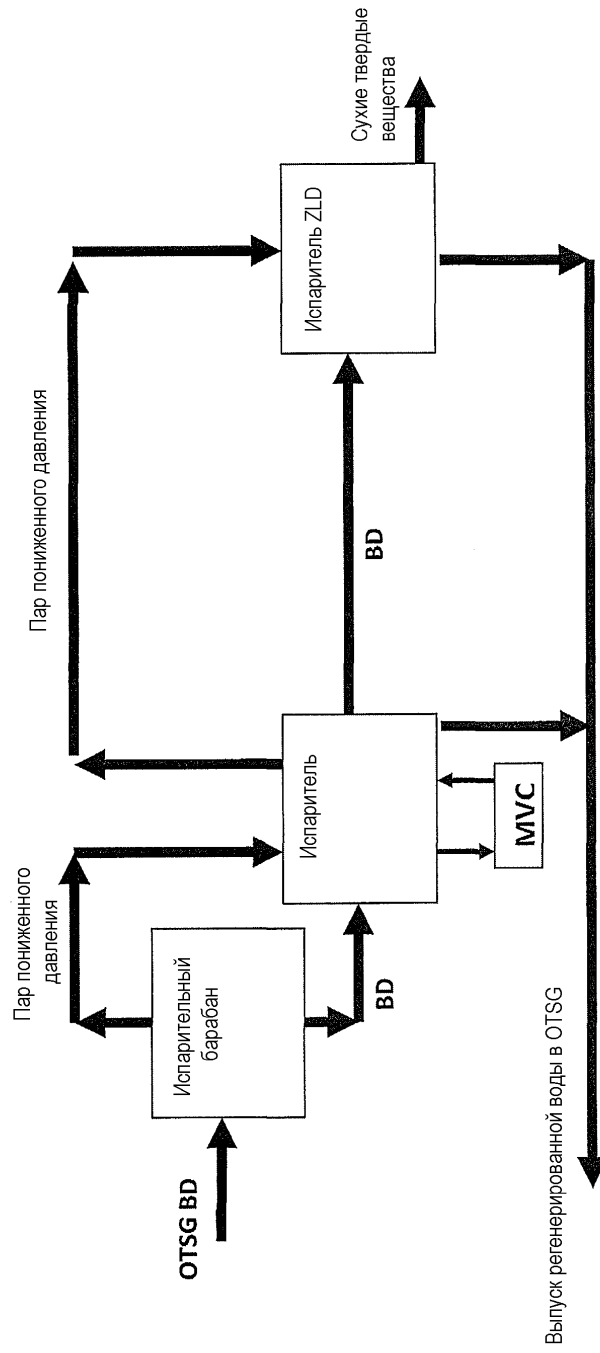 OTSG BD
Испарительный
барабан
Пар пониженного
давления
BD
Испаритель
MVC
Пар пониженного давления
BD
Испаритель ZLD
Сухие твердые
вещества
Выпуск регенерированной воды в OTSG